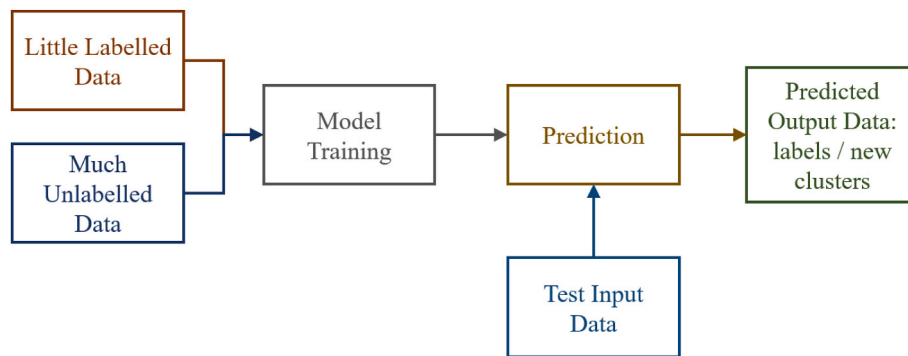 Little Labelled
Data
Much
Unlabelled
Data
Model
Training
Prediction
Predicted
Output Data:
labels / new
clusters
Test Input
Data